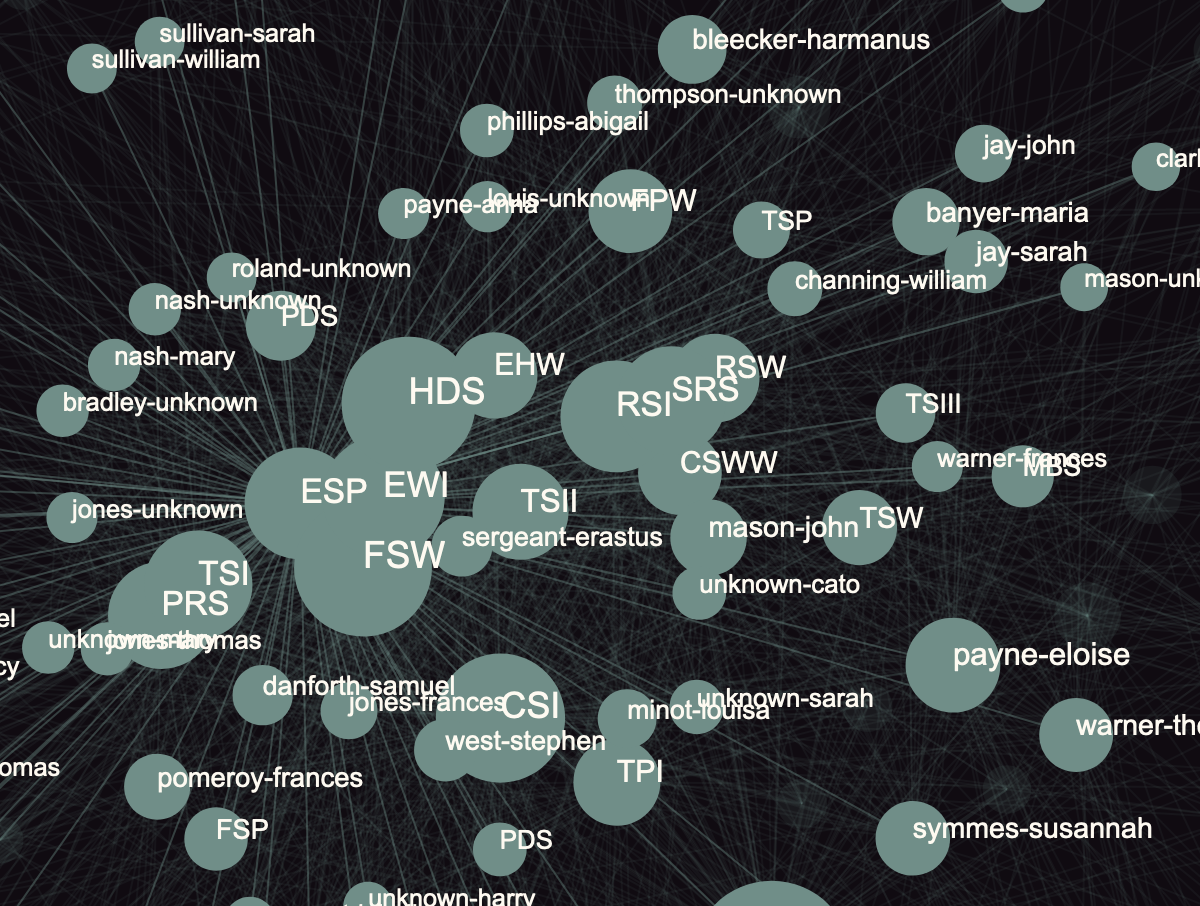 sullivan-sarah
bleecker-harmanus
sullivan-william
thompson-unknown
phillips-abigail
jay-john
payne-anna
louis-unknown
FPW
TSP
banyer-maria
jay-sarah
roland-unknown
channing-william
nash-unknown
PDS
nash-mary
EHW
RSW
HDS
SRS
RSI
bradley-unknown
TSIII
CSWW
warner-frances
MBS
ESP
EWI
TSII
jones-unknown
mason-john
TSW
sergeant-erastus
FSW
TSI
unknown-cato
PRS
el
unknown-mary
jones-thomas
payne-eloise
cy
danforth-samuel
jones-frances
CSI
unknown-sarah
minot-louisa
warner-tho
west-stephen
omas
TPI
pomeroy-frances
FSP
symmes-susannah
PDS
unknown-harry